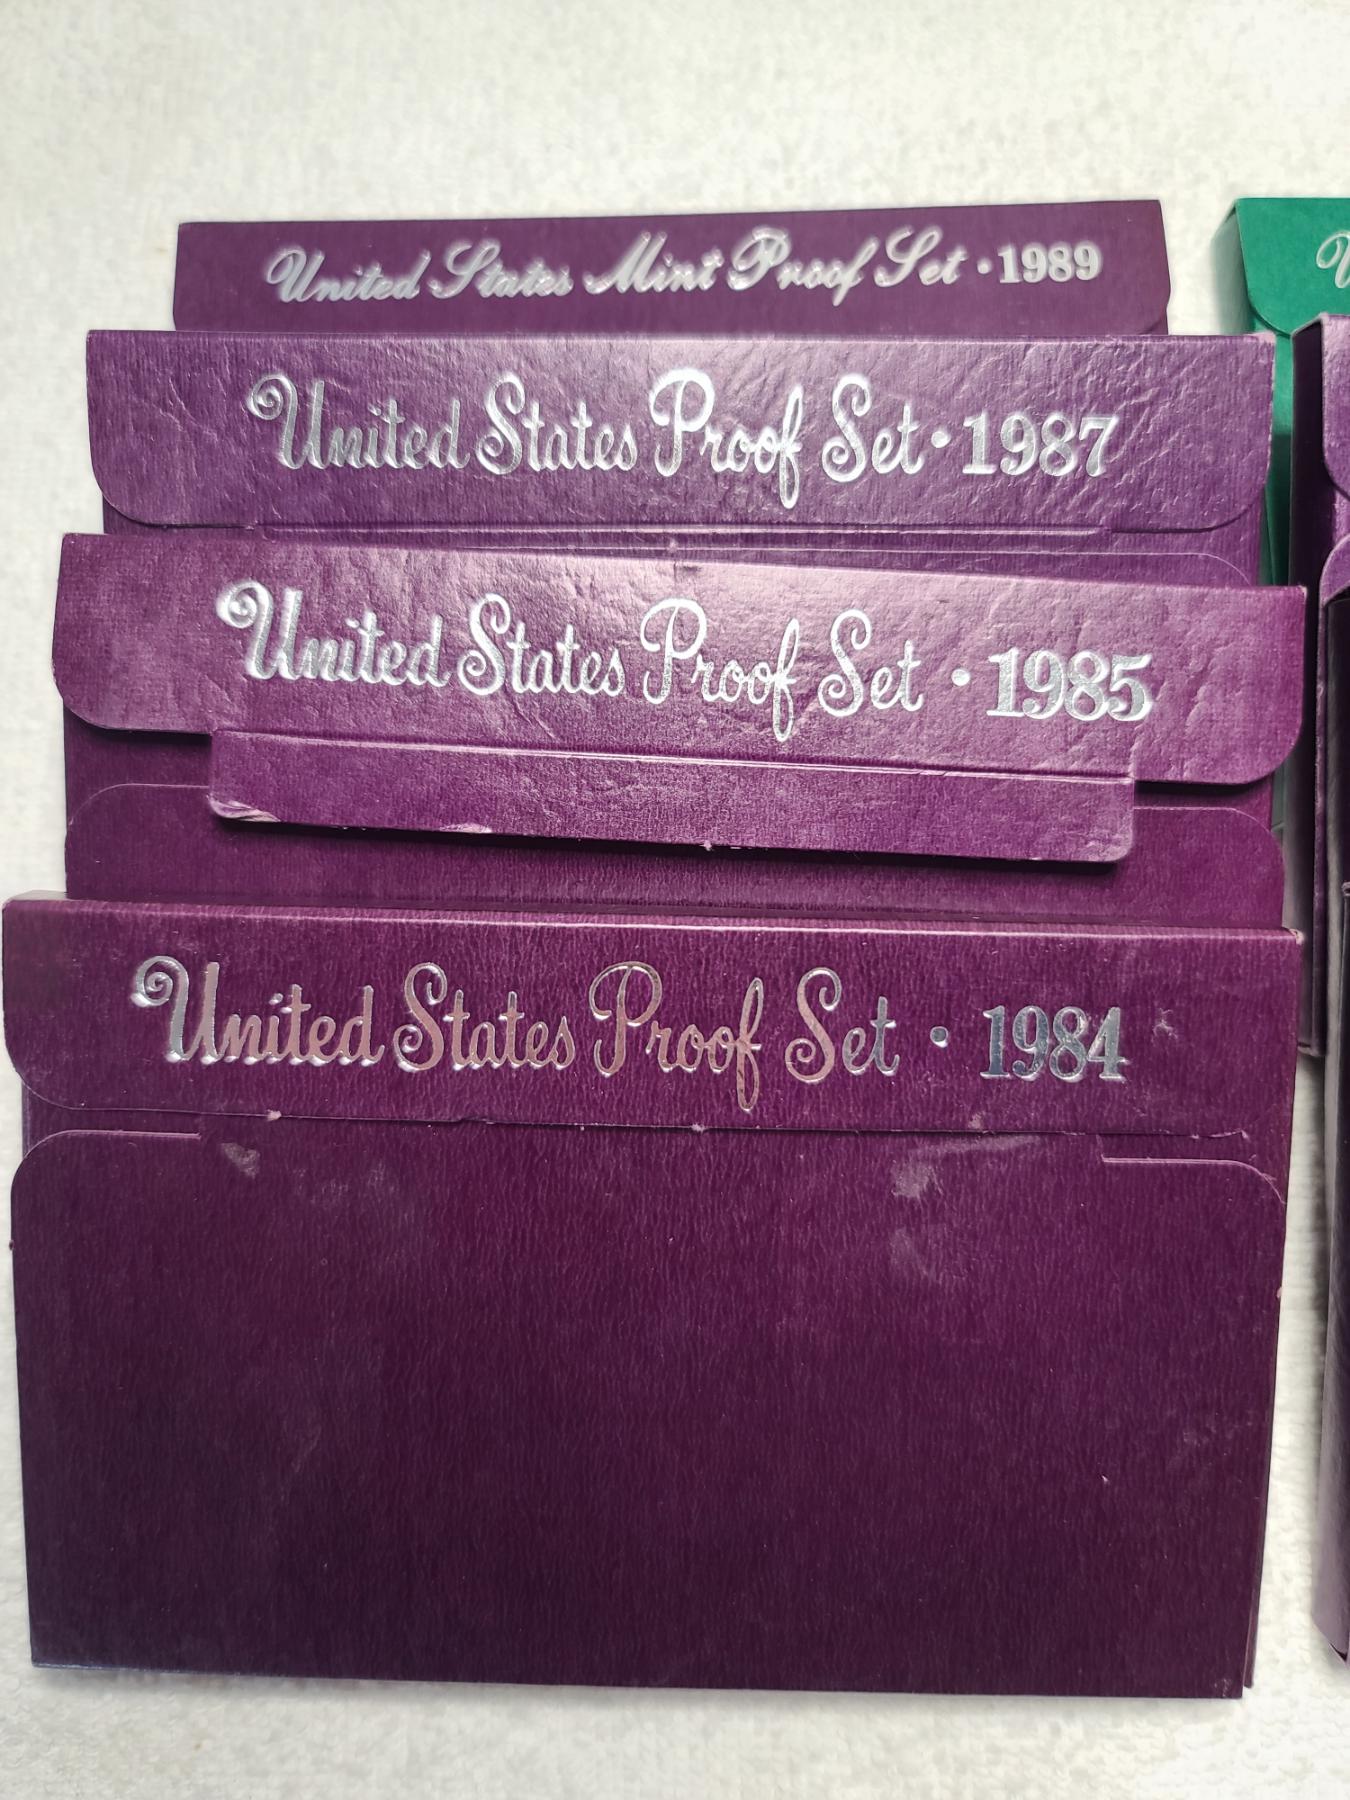 United States Mint Proof Set · 1989
United States Proof Set · 1987
United States Proof Set · 1985
United States Proof Set · 1984